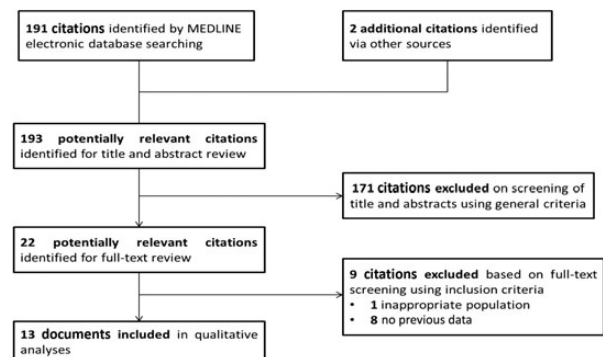 191 citations identified by MEDLINE
electronic database searching
2 additional citations identified
via other sources
193 potentially relevant citations
identified for title and abstract review
171 citations excluded on screening of
title and abstracts using general criteria
22 potentially relevant citations
identified for full-text review
9 citations excluded based on full-text
screening using inclusion criteria
• 1 inappropriate population
• 8 no previous data
13 documents included in qualitative
analyses